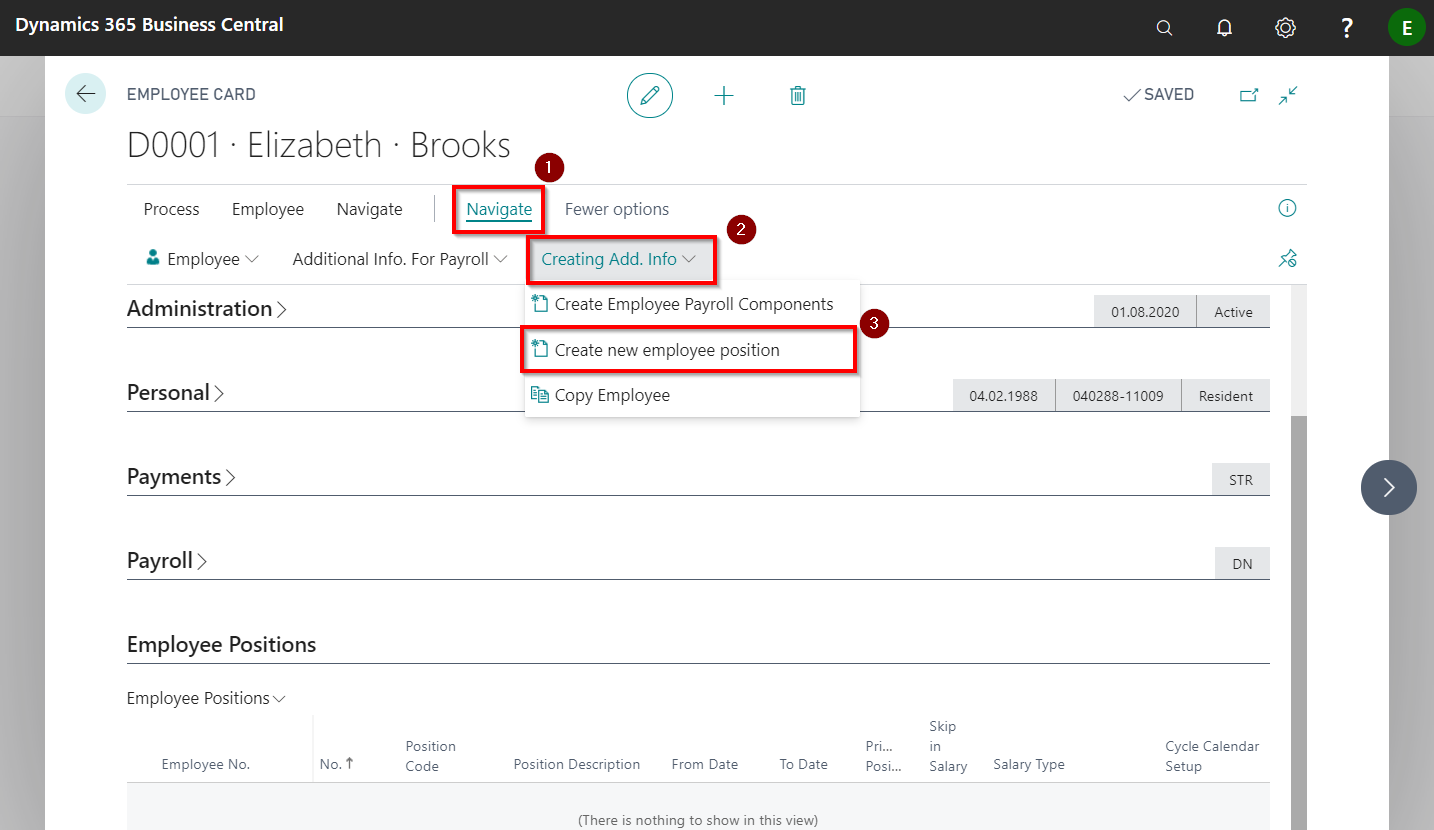 Dynamics 365 Business Central
?
E
EMPLOYEE CARD
SAVED
D0001 · Elizabeth · Brooks
1
Process Employee Navigate Navigate Fewer options
2
Employee Additional Info. For Payroll Creating Add. Info
Create Employee Payroll Components
3
Create new employee position
Copy Employee
Administration
01.08.2020 Active
Personal
04.02.1988 040288-11009 Resident
Payments
STR
Payroll
DN
Employee Positions
Employee Positions
Employee No.
No. ↑
Position
Code
Position Description
From Date
To Date
Pri...
Posi...
Skip
in
Salary
Salary Type
Cycle Calendar
Setup
(There is nothing to show in this view)